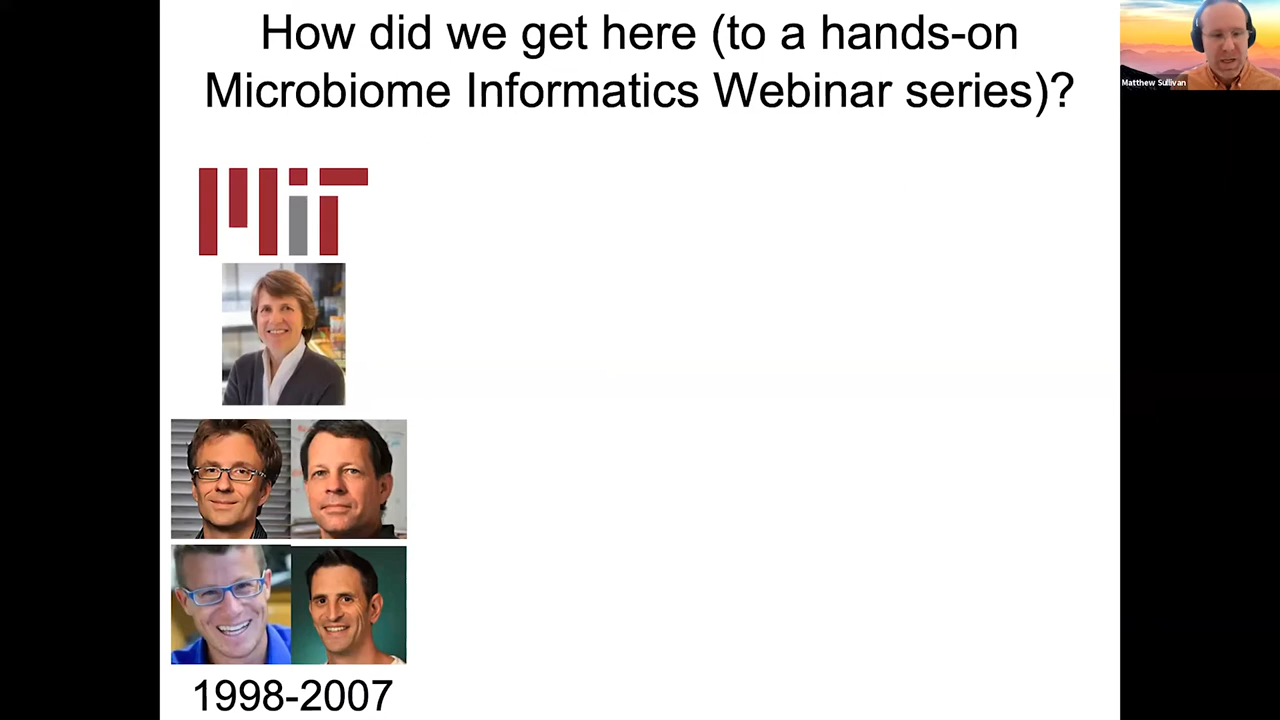 How did we get here (to a hands-on
Microbiome Informatics Webinar series)?
Matthew Sullivan
MIT
1998-2007